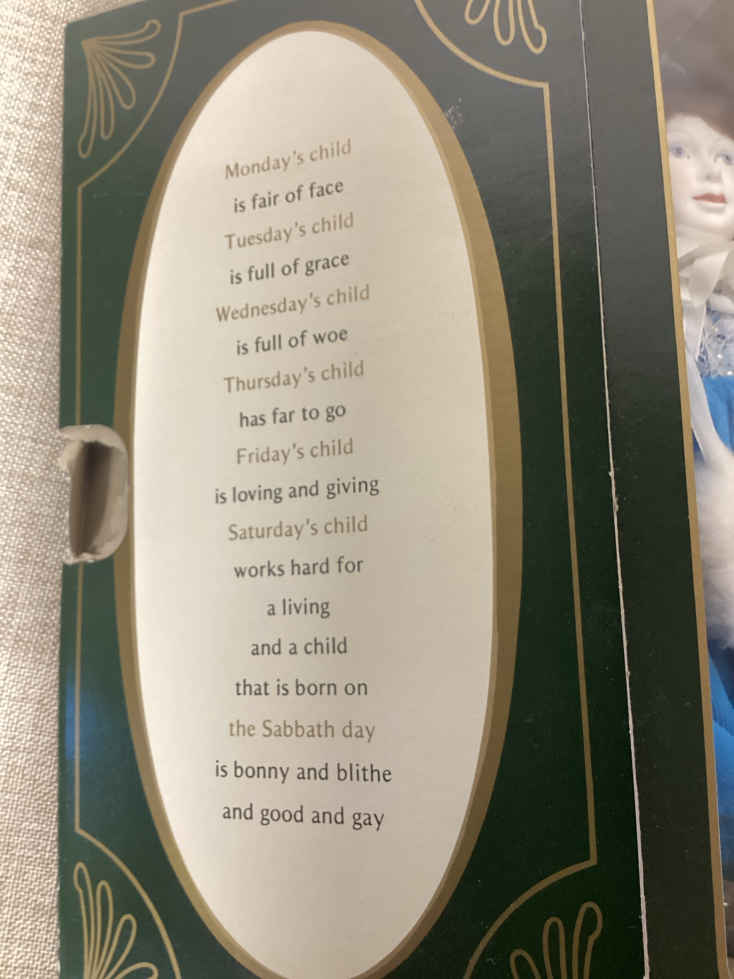 Monday's child
is fair of face
Tuesday's child
is full of grace
Wednesday's child
is full of woe
Thursday's child
has far to go
Friday's child
is loving and giving
Saturday's child
works hard for
a living
and a child
that is born on
the Sabbath day
is bonny and blithe
and good and gay